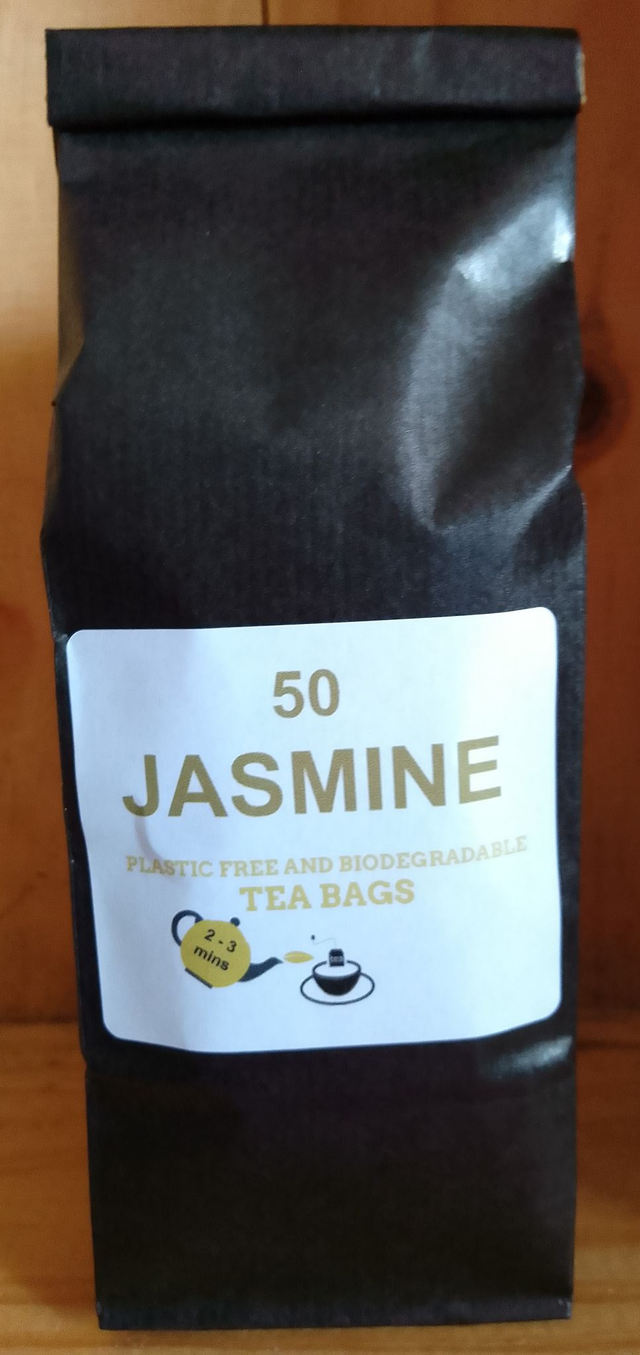 50
JASMINE
PLASTIC FREE AND BIODEGRADABLE
TEA BAGS
2 - 3
mins